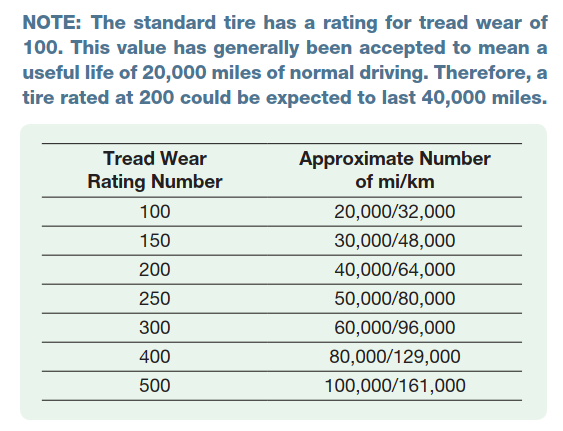 NOTE: The standard tire has a rating for tread wear of
100. This value has generally been accepted to mean a
useful life of 20,000 miles of normal driving. Therefore, a
tire rated at 200 could be expected to last 40,000 miles.
Tread Wear Approximate Number
Rating Number of mi/km
100 20,000/32,000
150 30,000/48,000
200 40,000/64,000
250 50,000/80,000
300 60,000/96,000
400 80,000/129,000
500 100,000/161,000